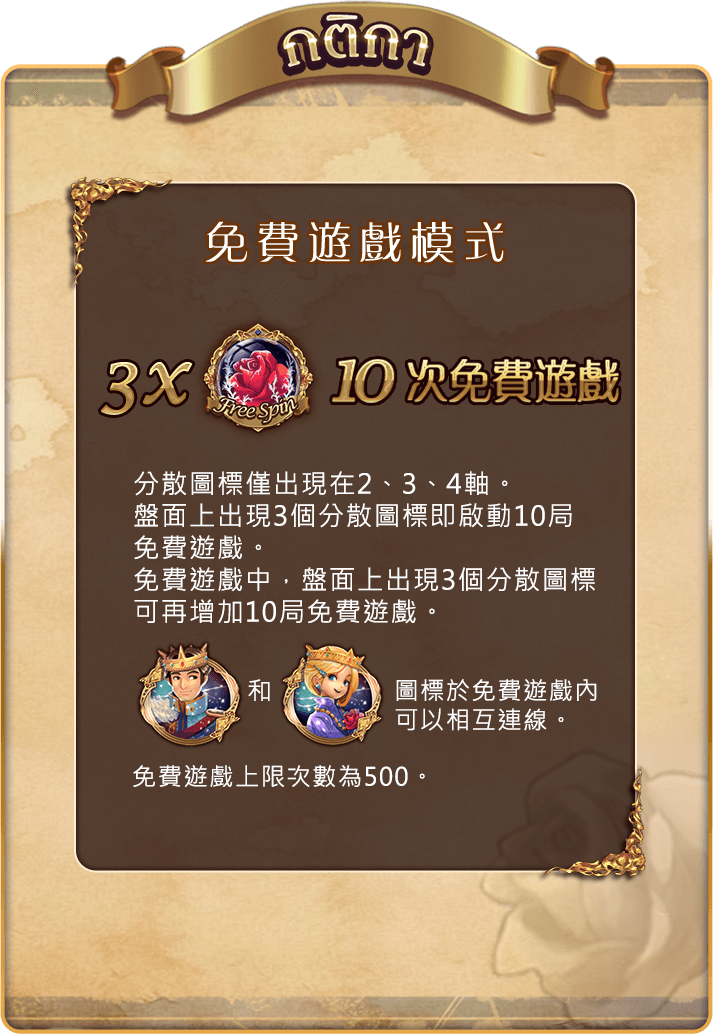 กติกา
免費遊戲模式
3X Free Spin 10 次免費遊戲
分散圖標僅出現在2、3、4軸。
盤面上出現3個分散圖標即啟動10局
免費遊戲。
免費遊戲中，盤面上出現3個分散圖標
可再增加10局免費遊戲。
和 圖標於免費遊戲內
可以相互連線。
免費遊戲上限次數為500。